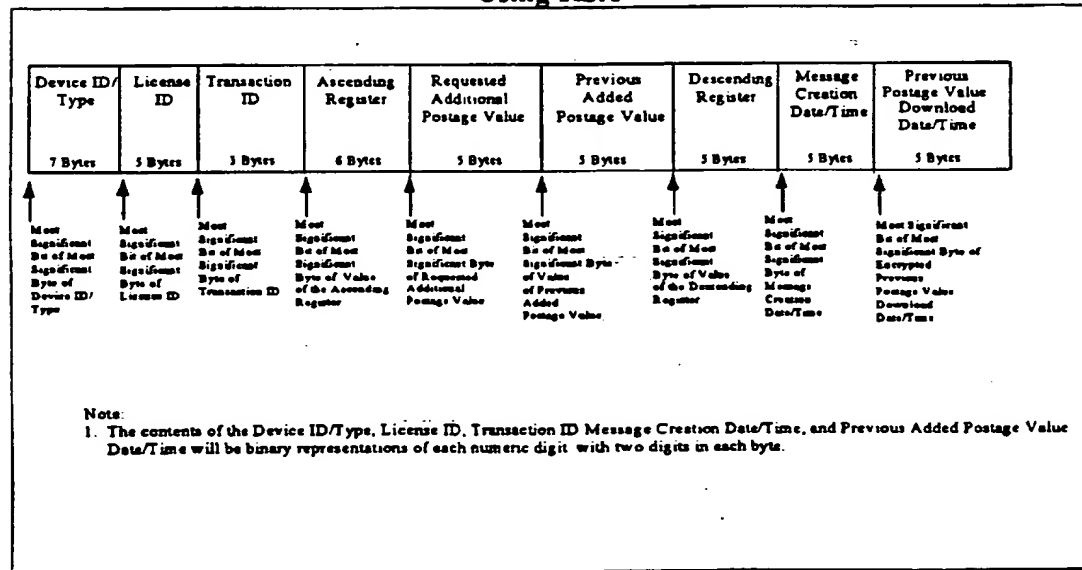 Device ID/
Type
7 Bytes
License
ID
5 Bytes
Transaction
ID
3 Bytes
Ascending
Register
6 Bytes
Requested
Additional
Postage Value
5 Bytes
Previous
Added
Postage Value
5 Bytes
Descending
Register
5 Bytes
Message
Creation
Date/Time
5 Bytes
Previous
Postage Value
Download
Date/Time
5 Bytes
Most
Significant
Bit of Most
Significant
Byte of
Device ID/
Type
Most
Significant
Bit of Most
Significant
Byte of
License ID
Most
Significant
Bit of Most
Significant
Byte of
Transaction ID
Most
Significant
Bit of Most
Significant
Byte of Value
of the Ascending
Register
Most
Significant
Bit of Most
Significant Byte
of Requested
Additional
Postage Value
Most
Significant
Bit of Most
Significant Byte
of Value
of Previous
Added
Postage Value
Most
Significant
Bit of Most
Significant
Byte of Value
of the Descending
Register
Most
Significant
Bit of Most
Significant
Byte of
Message
Creation
Date/Time
Most Significant
Bit of Most
Significant Byte of
Encrypted
Previous
Postage Value
Download
Date/Time
Note:
1. The contents of the Device ID/Type, License ID, Transaction ID Message Creation Date/Time, and Previous Added Postage Value
Date/Time will be binary representations of each numeric digit with two digits in each byte.